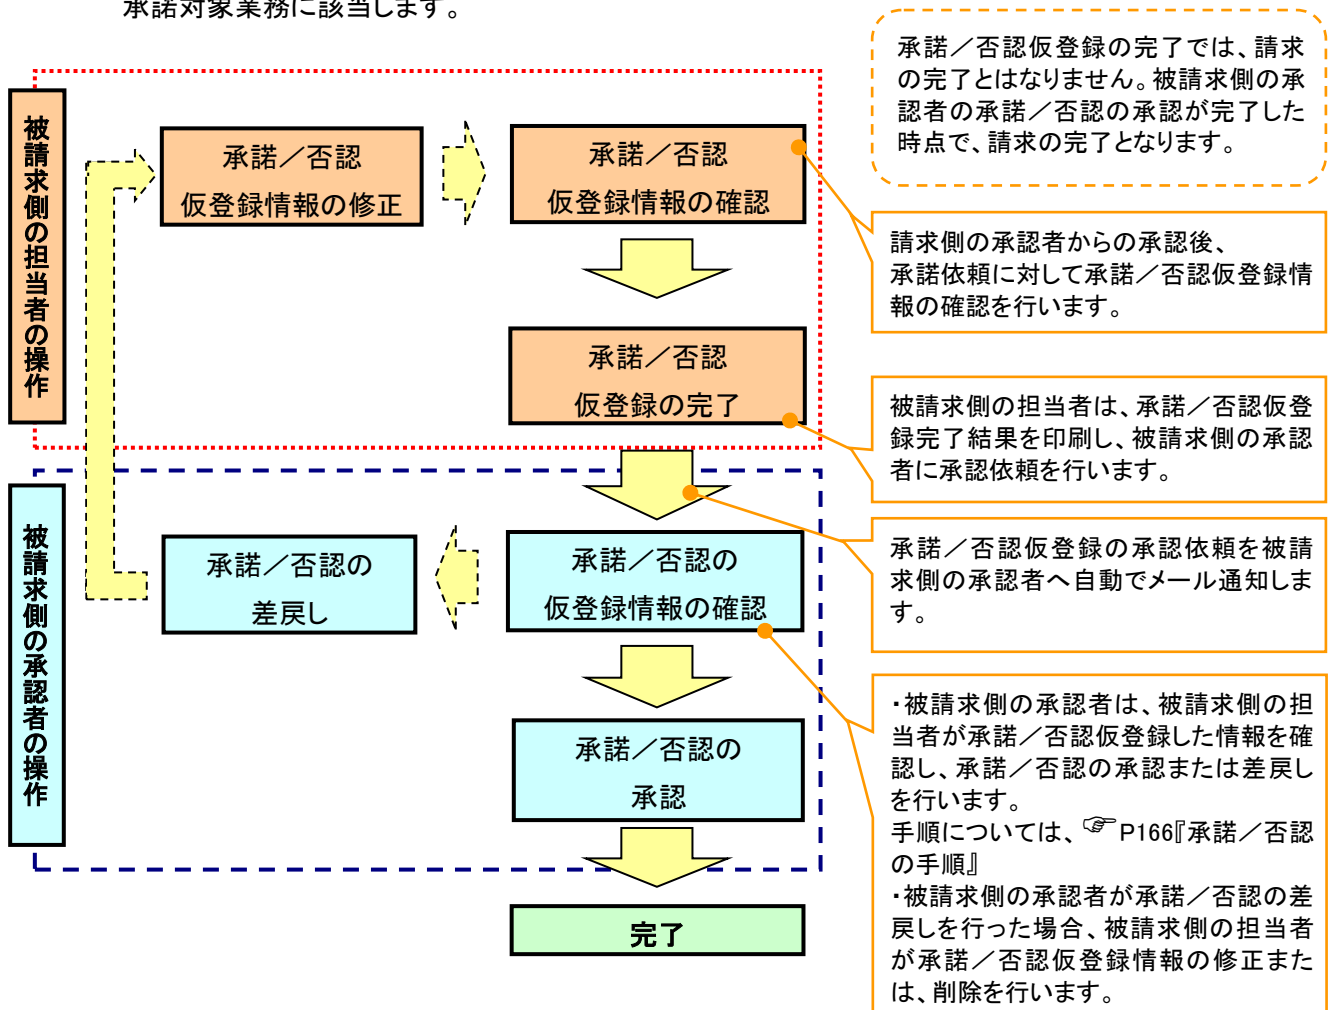 承諾対象業務に該当します。
被請求側の担当者の操作
承諾／否認
仮登録情報の修正
承諾／否認
仮登録情報の確認
承諾／否認
仮登録の完了
被請求側の承認者の操作
承諾／否認の
差戻し
承諾／否認の
仮登録情報の確認
承諾／否認の
承認
完了
承諾／否認仮登録の完了では、請求
の完了とはなりません。被請求側の承
認者の承諾／否認の承認が完了した
時点で、請求の完了となります。
請求側の承認者からの承認後、
承諾依頼に対して承諾／否認仮登録情
報の確認を行います。
被請求側の担当者は、承諾／否認仮登
録完了結果を印刷し、被請求側の承認
者に承認依頼を行います。
承諾／否認仮登録の承認依頼を被請
求側の承認者へ自動でメール通知しま
す。
・被請求側の承認者は、被請求側の担
当者が承諾／否認仮登録した情報を確
認し、承諾／否認の承認または差戻し
を行います。
手順については、☞P166『承諾／否認
の手順』
・被請求側の承認者が承諾／否認の差
戻しを行った場合、被請求側の担当者
が承諾／否認仮登録情報の修正また
は、削除を行います。